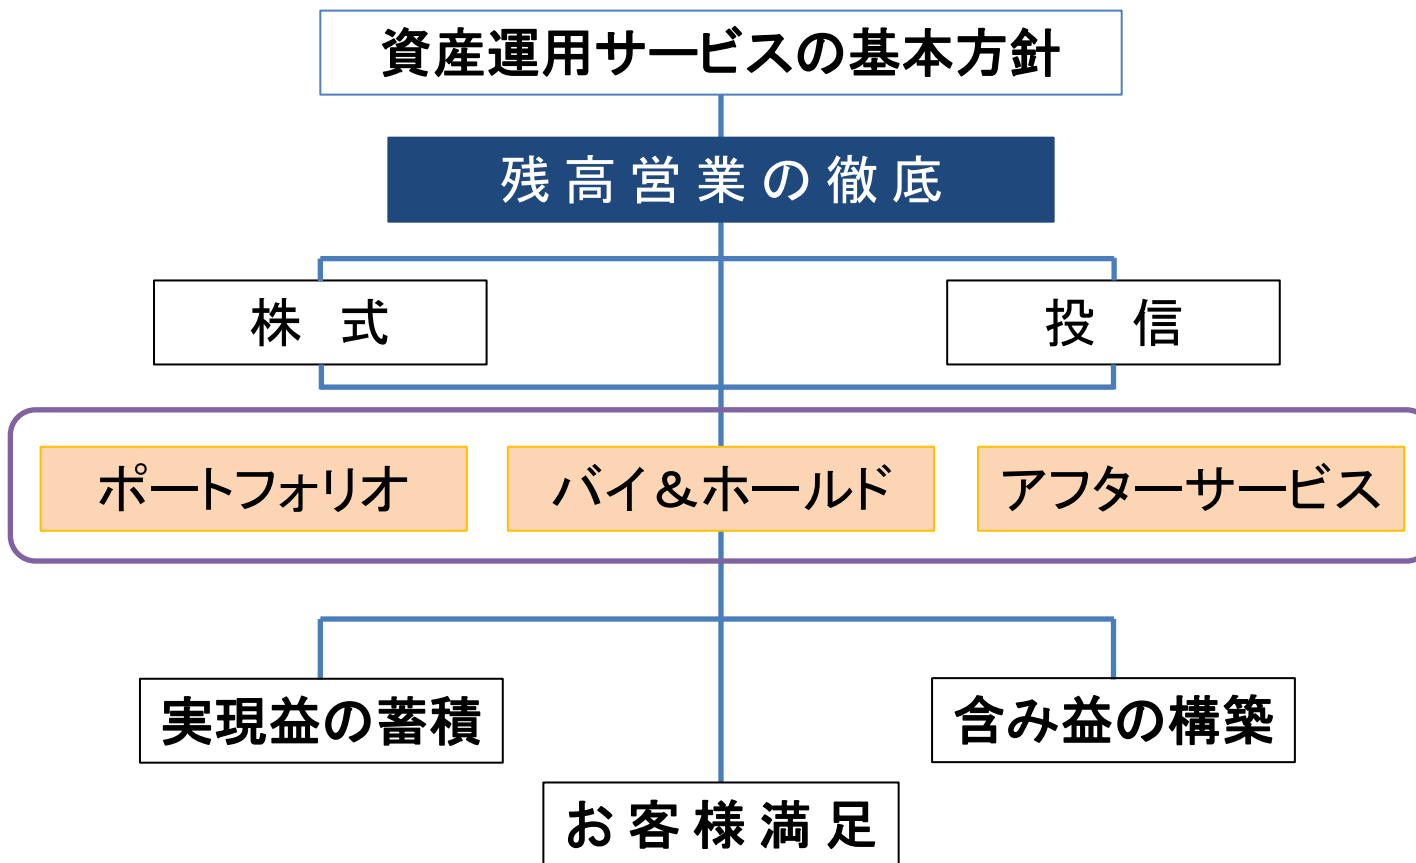 資産運用サービスの基本方針
残高営業の徹底
株　式
投　信
ポートフォリオ
バイ＆ホールド
アフターサービス
実現益の蓄積
含み益の構築
お客様満足